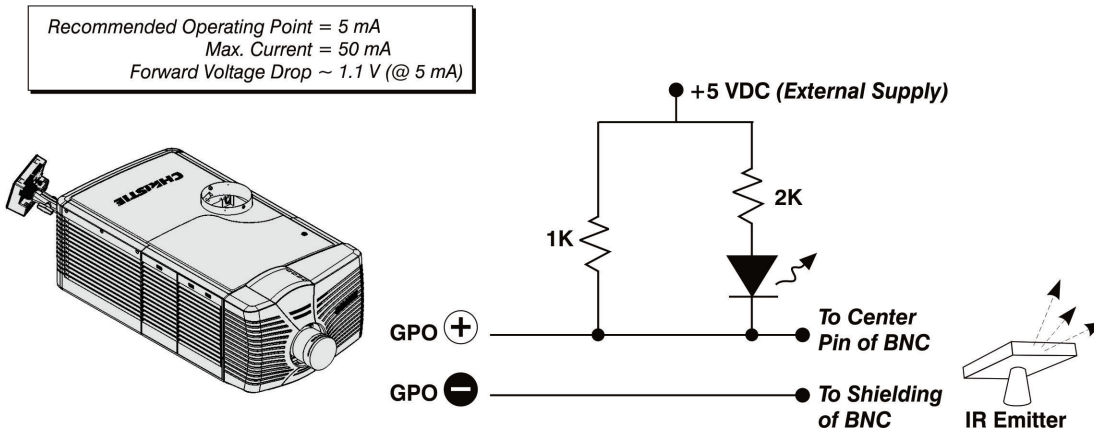 Recommended Operating Point = 5 mA
Max. Current = 50 mA
Forward Voltage Drop ~ 1.1 V (@ 5 mA)
+5 VDC (External Supply)
CHRISTIE
1K
2K
GPO +
To Center
Pin of BNC
GPO −
To Shielding
of BNC
IR Emitter